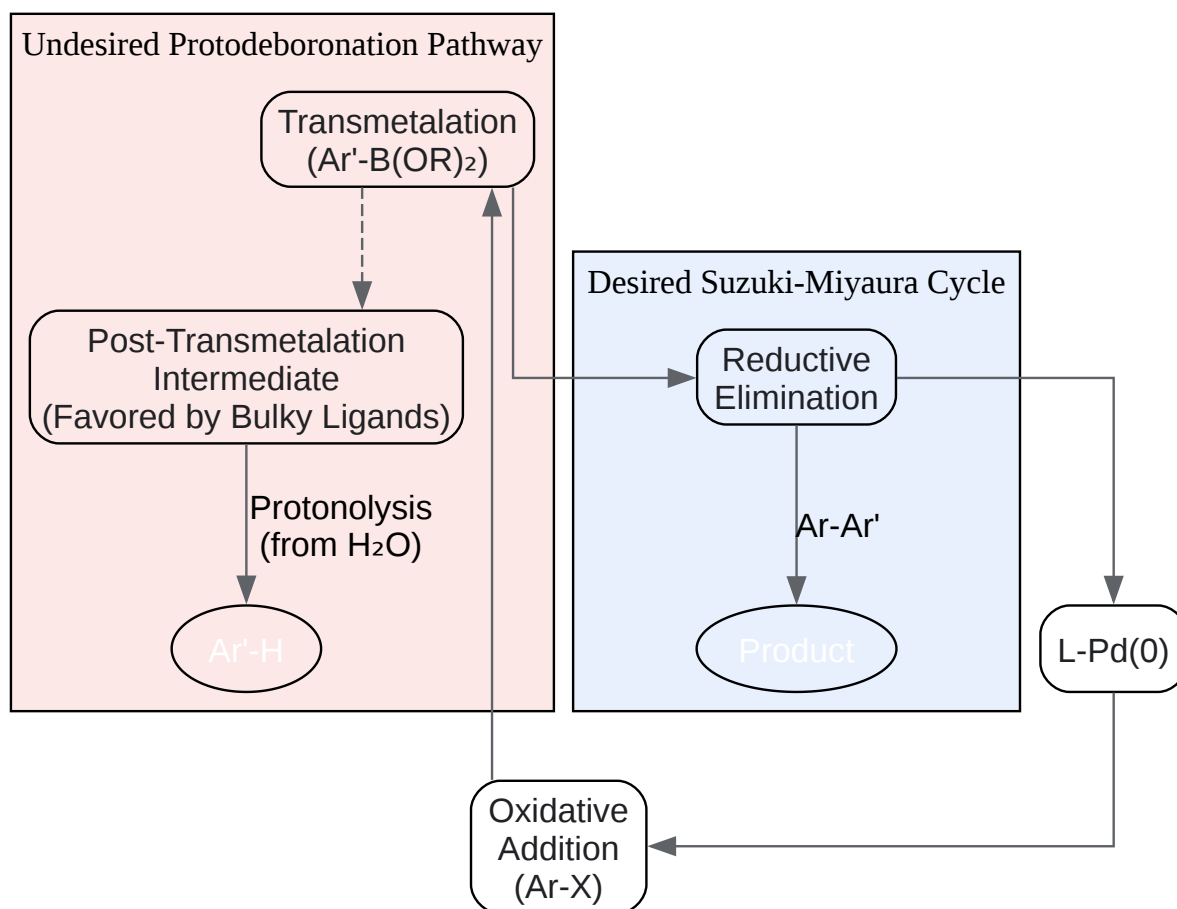 Undesired Protodeboronation Pathway
Transmetalation
(Ar'-B(OR)₂)
Desired Suzuki-Miyaura Cycle
Post-Transmetalation
Intermediate
(Favored by Bulky Ligands)
Reductive
Elimination
Protonolysis
(from H₂O)
Ar-Ar'
Ar'-H
Product
L-Pd(0)
Oxidative
Addition
(Ar-X)